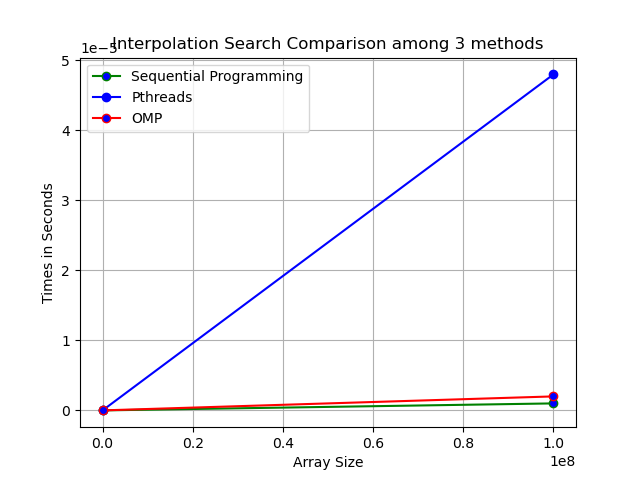 Interpolation Search Comparison among 3 methods
1e−5
Sequential Programming
Pthreads
OMP
5
4
3
2
1
0
Times in Seconds
0.0 0.2 0.4 0.6 0.8 1.0
1e8
Array Size